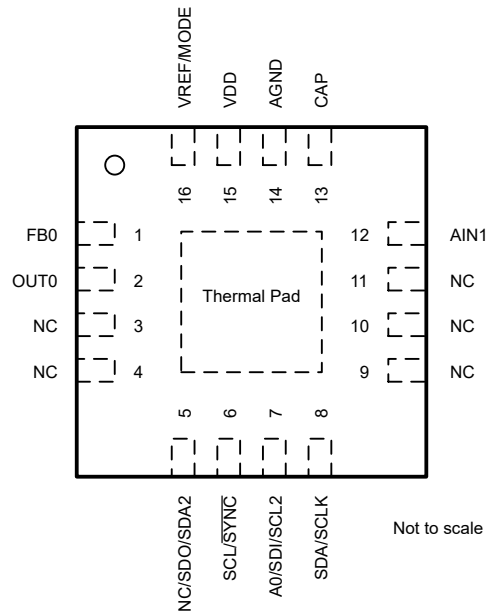 VREF/MODE
VDD
AGND
CAP
16
15
14
13
FB0 1
12 AIN1
OUT0 2
11 NC
Thermal Pad
NC 3
10 NC
NC 4
9 NC
5
6
7
8
NC/SDO/SDA2
SCL/SYNC
A0/SDI/SCL2
SDA/SCLK
Not to scale